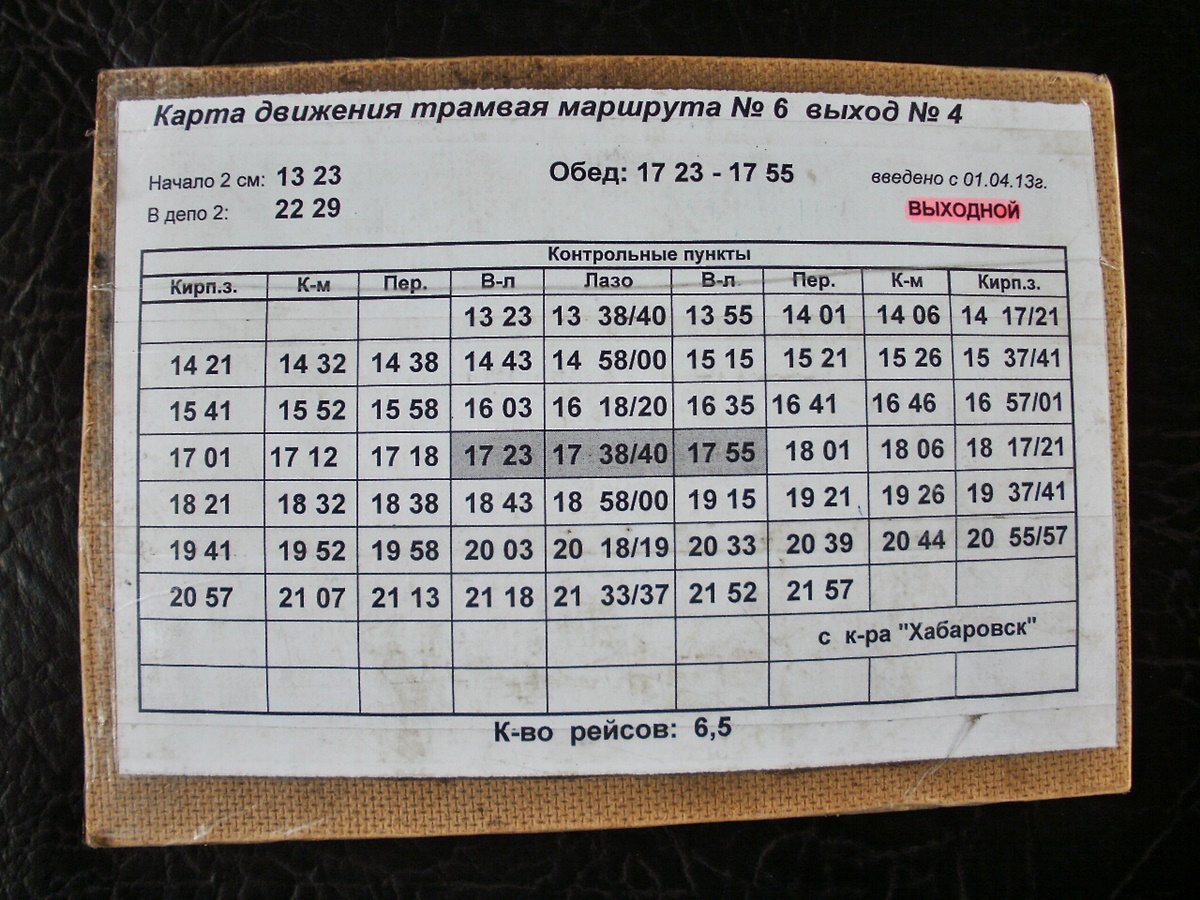 Карта движения трамвая маршрута № 6 выход № 4
Начало 2 см: 13 23 Обед: 17 23 - 17 55 введено с 01.04.13г.
В депо 2: 22 29 ВЫХОДНОЙ
Контрольные пункты
Кирп.з. К-м Пер. В-л Лазо В-л Пер. К-м Кирп.з.
13 23 13 38/40 13 55 14 01 14 06 14 17/21
14 21 14 32 14 38 14 43 14 58/00 15 15 15 21 15 26 15 37/41
15 41 15 52 15 58 16 03 16 18/20 16 35 16 41 16 46 16 57/01
17 01 17 12 17 18 17 23 17 38/40 17 55 18 01 18 06 18 17/21
18 21 18 32 18 38 18 43 18 58/00 19 15 19 21 19 26 19 37/41
19 41 19 52 19 58 20 03 20 18/19 20 33 20 39 20 44 20 55/57
20 57 21 07 21 13 21 18 21 33/37 21 52 21 57
с к-ра "Хабаровск"
К-во рейсов: 6,5